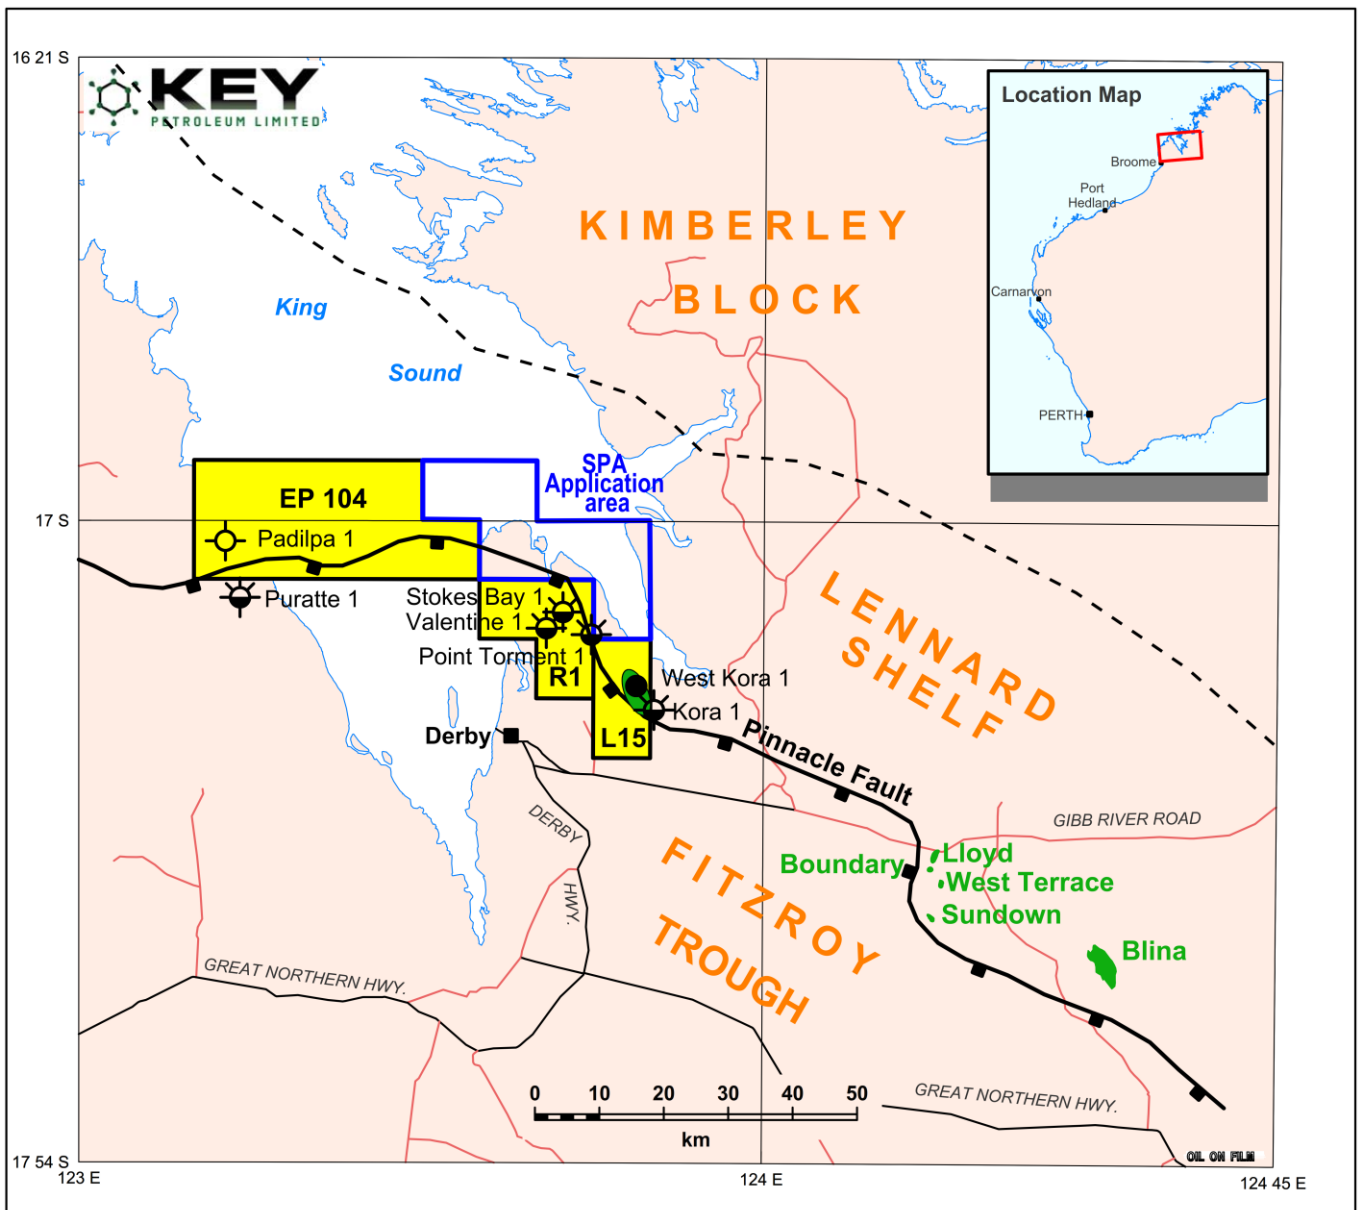 16 21 S
KEY
PETROLEUM LIMITED
Location Map
Broome
Port
Hedland
Carnarvon
PERTH
KIMBERLEY
BLOCK
King
Sound
SPA
Application
area
EP 104
17 S
Padilpa 1
Puratte 1
Stokes Bay 1
Valentine 1
Point Torment 1
R1
West Kora 1
Kora 1
L15
Derby
LENNARD
SHELF
Pinnacle Fault
GIBB RIVER ROAD
DERBY
HWY.
Boundary
Lloyd
West Terrace
Sundown
Blina
FITZROY
TROUGH
GREAT NORTHERN HWY.
0 10 20 30 40 50
km
GREAT NORTHERN HWY.
OIL ON FILM
17 54 S
123 E
124 E
124 45 E